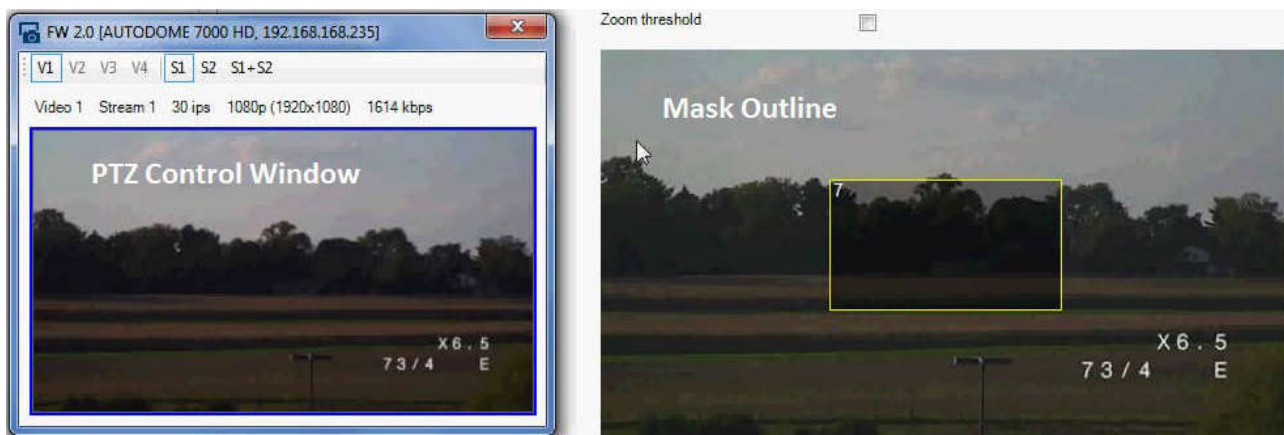 FW 2.0 [AUTODOME 7000 HD, 192.168.168.235]
V1 V2 V3 V4 S1 S2 S1+S2
Video 1 Stream 1 30 ips 1080p (1920x1080) 1614 kbps
PTZ Control Window
X6.5
73/4 E
Zoom threshold
Mask Outline
7
X6.5
73/4 E